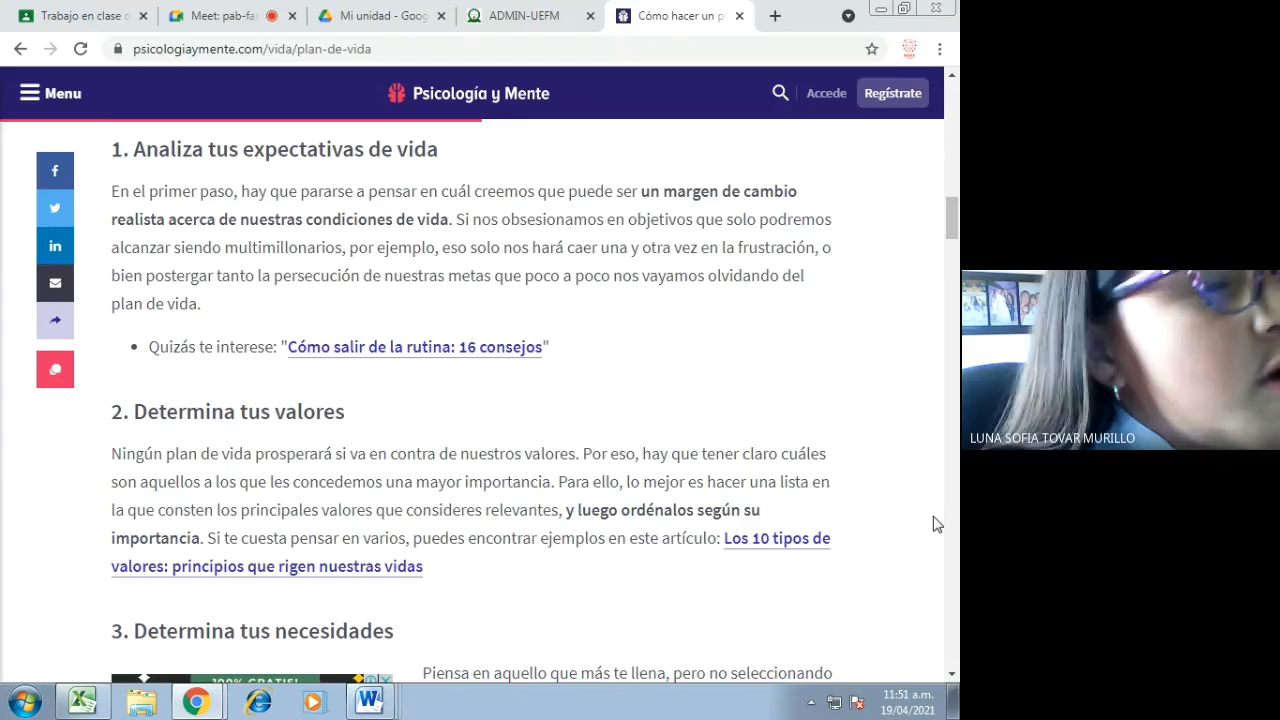 Trabajo en clase
Meet: pab-fax
Mi unidad - Goog
ADMIN-UEFM
Cómo hacer un p
psicologiaymente.com/vida/plan-de-vida
Menu
Psicología y Mente
Accede
Regístrate
1. Analiza tus expectativas de vida
En el primer paso, hay que pararse a pensar en cuál creemos que puede ser un margen de cambio
realista acerca de nuestras condiciones de vida. Si nos obsesionamos en objetivos que solo podremos
alcanzar siendo multimillonarios, por ejemplo, eso solo nos hará caer una y otra vez en la frustración, o
bien postergar tanto la persecución de nuestras metas que poco a poco nos vayamos olvidando del
plan de vida.
Quizás te interese: "Cómo salir de la rutina: 16 consejos"
2. Determina tus valores
Ningún plan de vida prosperará si va en contra de nuestros valores. Por eso, hay que tener claro cuáles
son aquellos a los que les concedemos una mayor importancia. Para ello, lo mejor es hacer una lista en
la que consten los principales valores que consideres relevantes, y luego ordénalos según su
importancia. Si te cuesta pensar en varios, puedes encontrar ejemplos en este artículo: Los 10 tipos de
valores: principios que rigen nuestras vidas
3. Determina tus necesidades
Piensa en aquello que más te llena, pero no seleccionando
100% GRATIS!
LUNA SOFIA TOVAR MURILLO
11:51 a.m.
19/04/2021